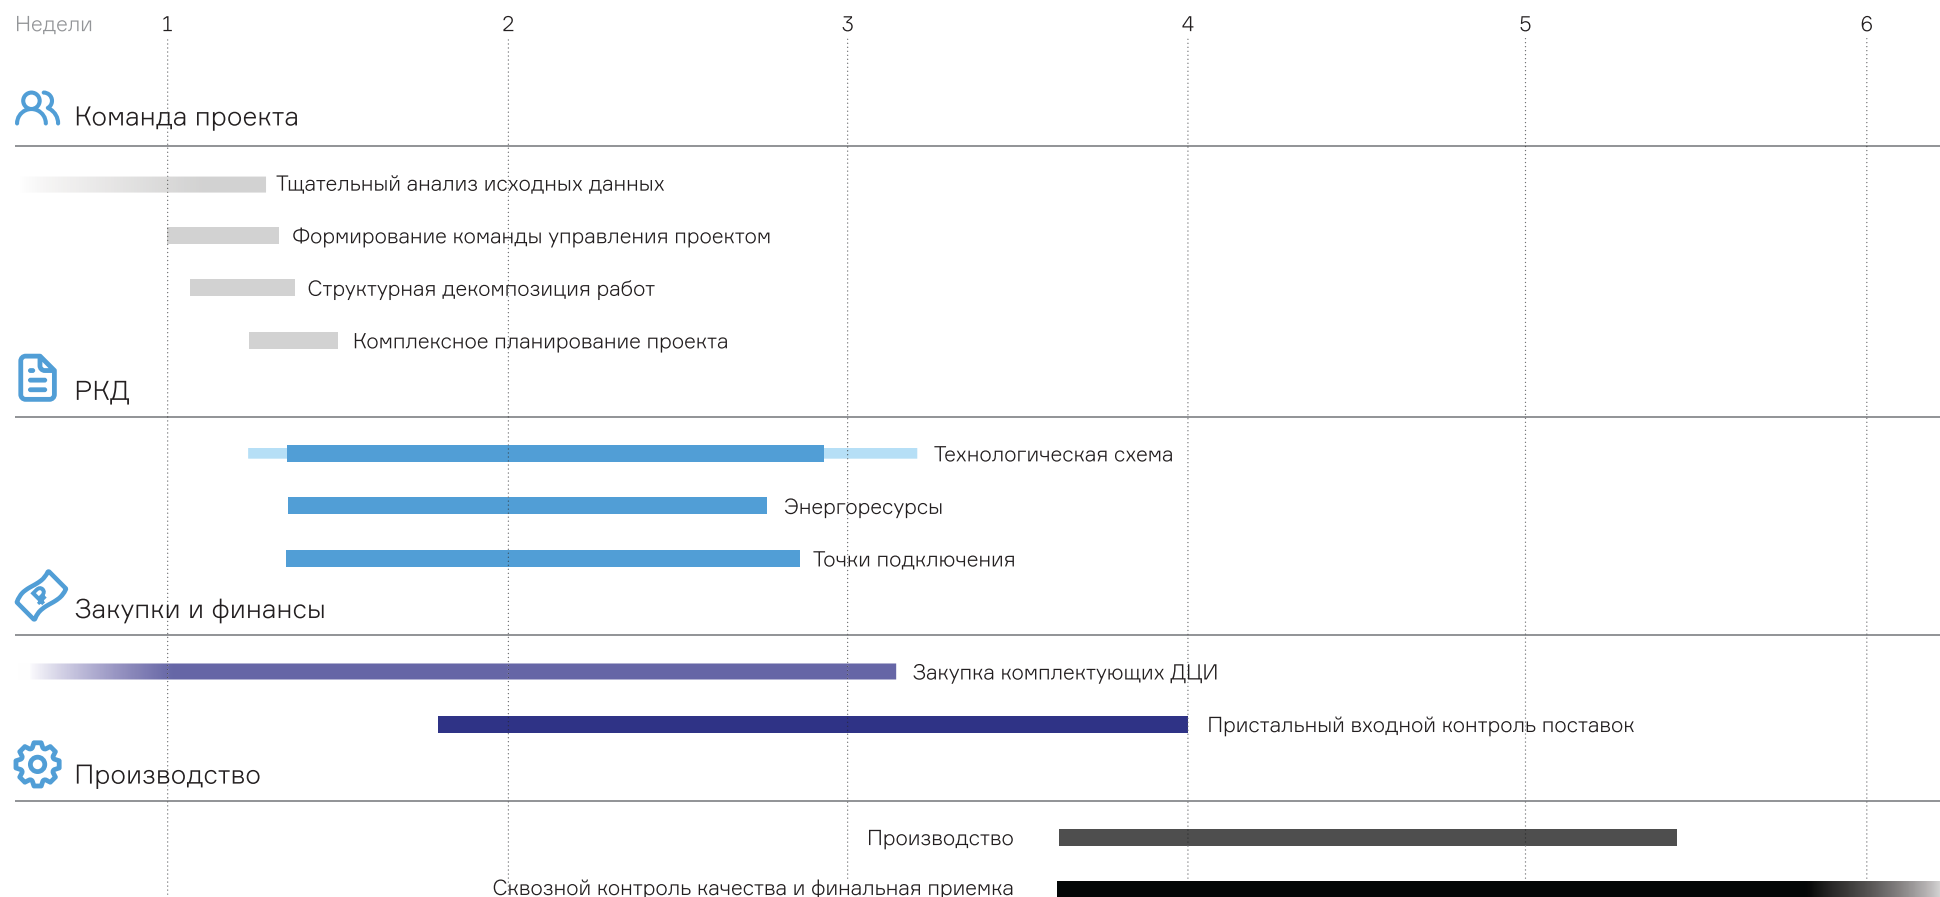 Недели 1 2 3 4 5 6
Команда проекта
Тщательный анализ исходных данных
Формирование команды управления проектом
Структурная декомпозиция работ
Комплексное планирование проекта
РКД
Технологическая схема
Энергоресурсы
Точки подключения
Закупки и финансы
Закупка комплектующих ДЦИ
Пристальный входной контроль поставок
Производство
Производство
Сквозной контроль качества и финальная приемка